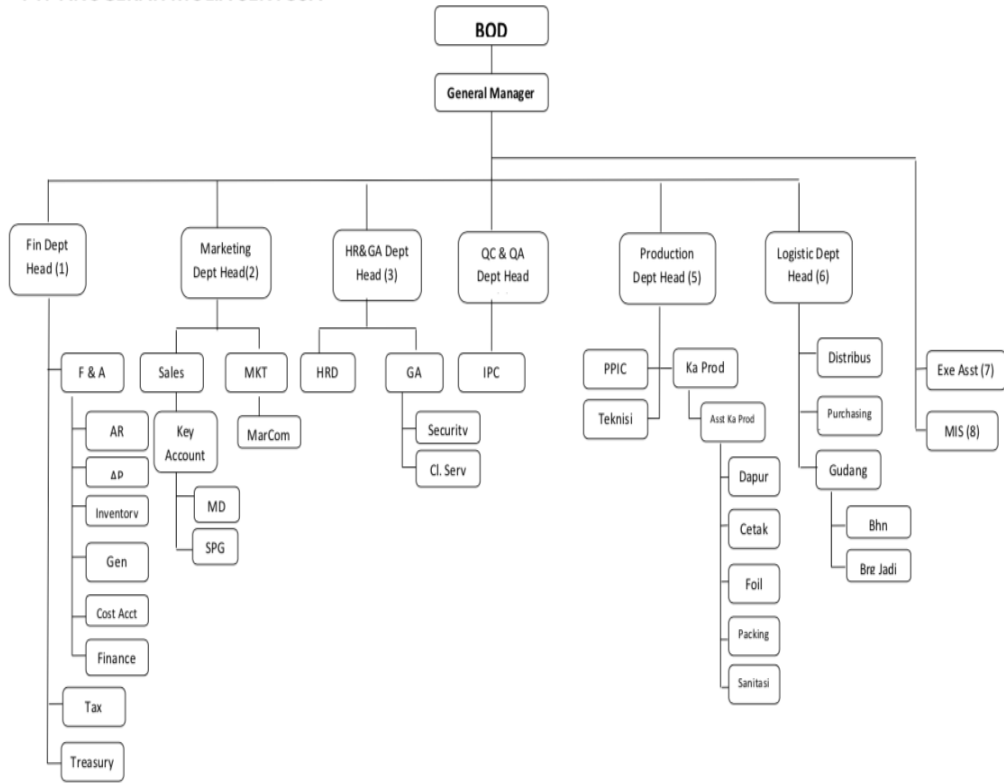 BOD
General Manager
Fin Dept
Head (1)
Marketing
Dept Head(2)
HR&GA Dept
Head (3)
QC & QA
Dept Head
Production
Dept Head (5)
Logistic Dept
Head (6)
F & A
Sales
MKT
HRD
GA
IPC
PPIC
Ka Prod
Distribus
Exe Asst (7)
AR
Key
Account
MarCom
Security
Teknisi
Asst Ka Prod
Purchasing
MIS (8)
AP
Cl. Serv
Dapur
Gudang
Inventory
MD
Cetak
Bhn
Gen
SPG
Foil
Brg Jadi
Cost Acct
Packing
Finance
Sanitasi
Tax
Treasury